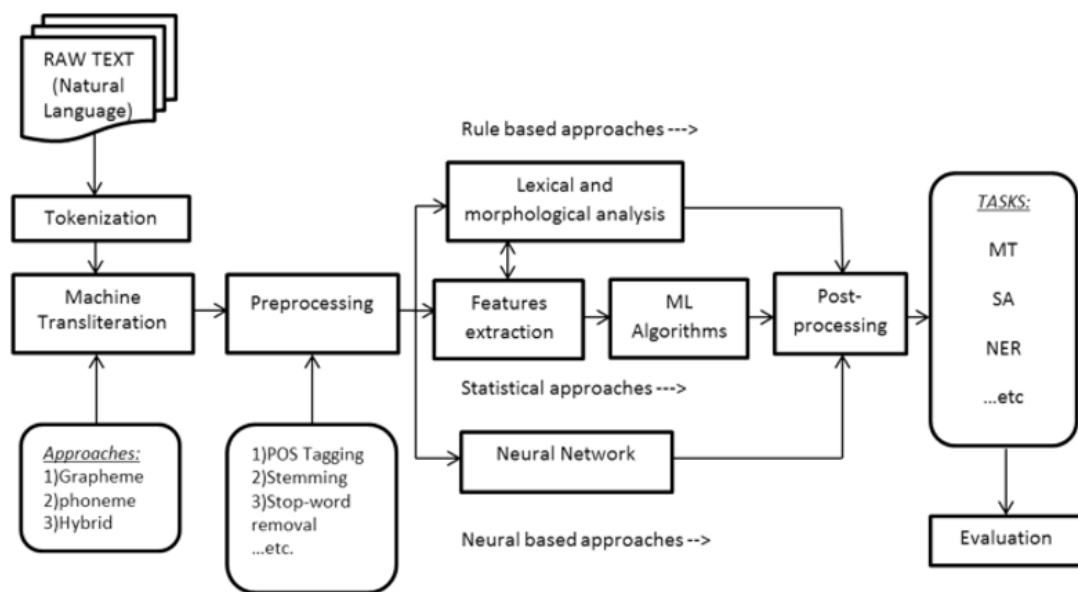 RAW TEXT
(Natural
Language)
Tokenization
Machine
Transliteration
Approaches:
1)Grapheme
2)phoneme
3)Hybrid
Preprocessing
1)POS Tagging
2)Stemming
3)Stop-word
removal
...etc.
Rule based approaches --->
Lexical and
morphological analysis
Features
extraction
ML
Algorithms
Statistical approaches --->
Neural Network
Neural based approaches -->
Post-
processing
TASKS:
MT
SA
NER
...etc
Evaluation